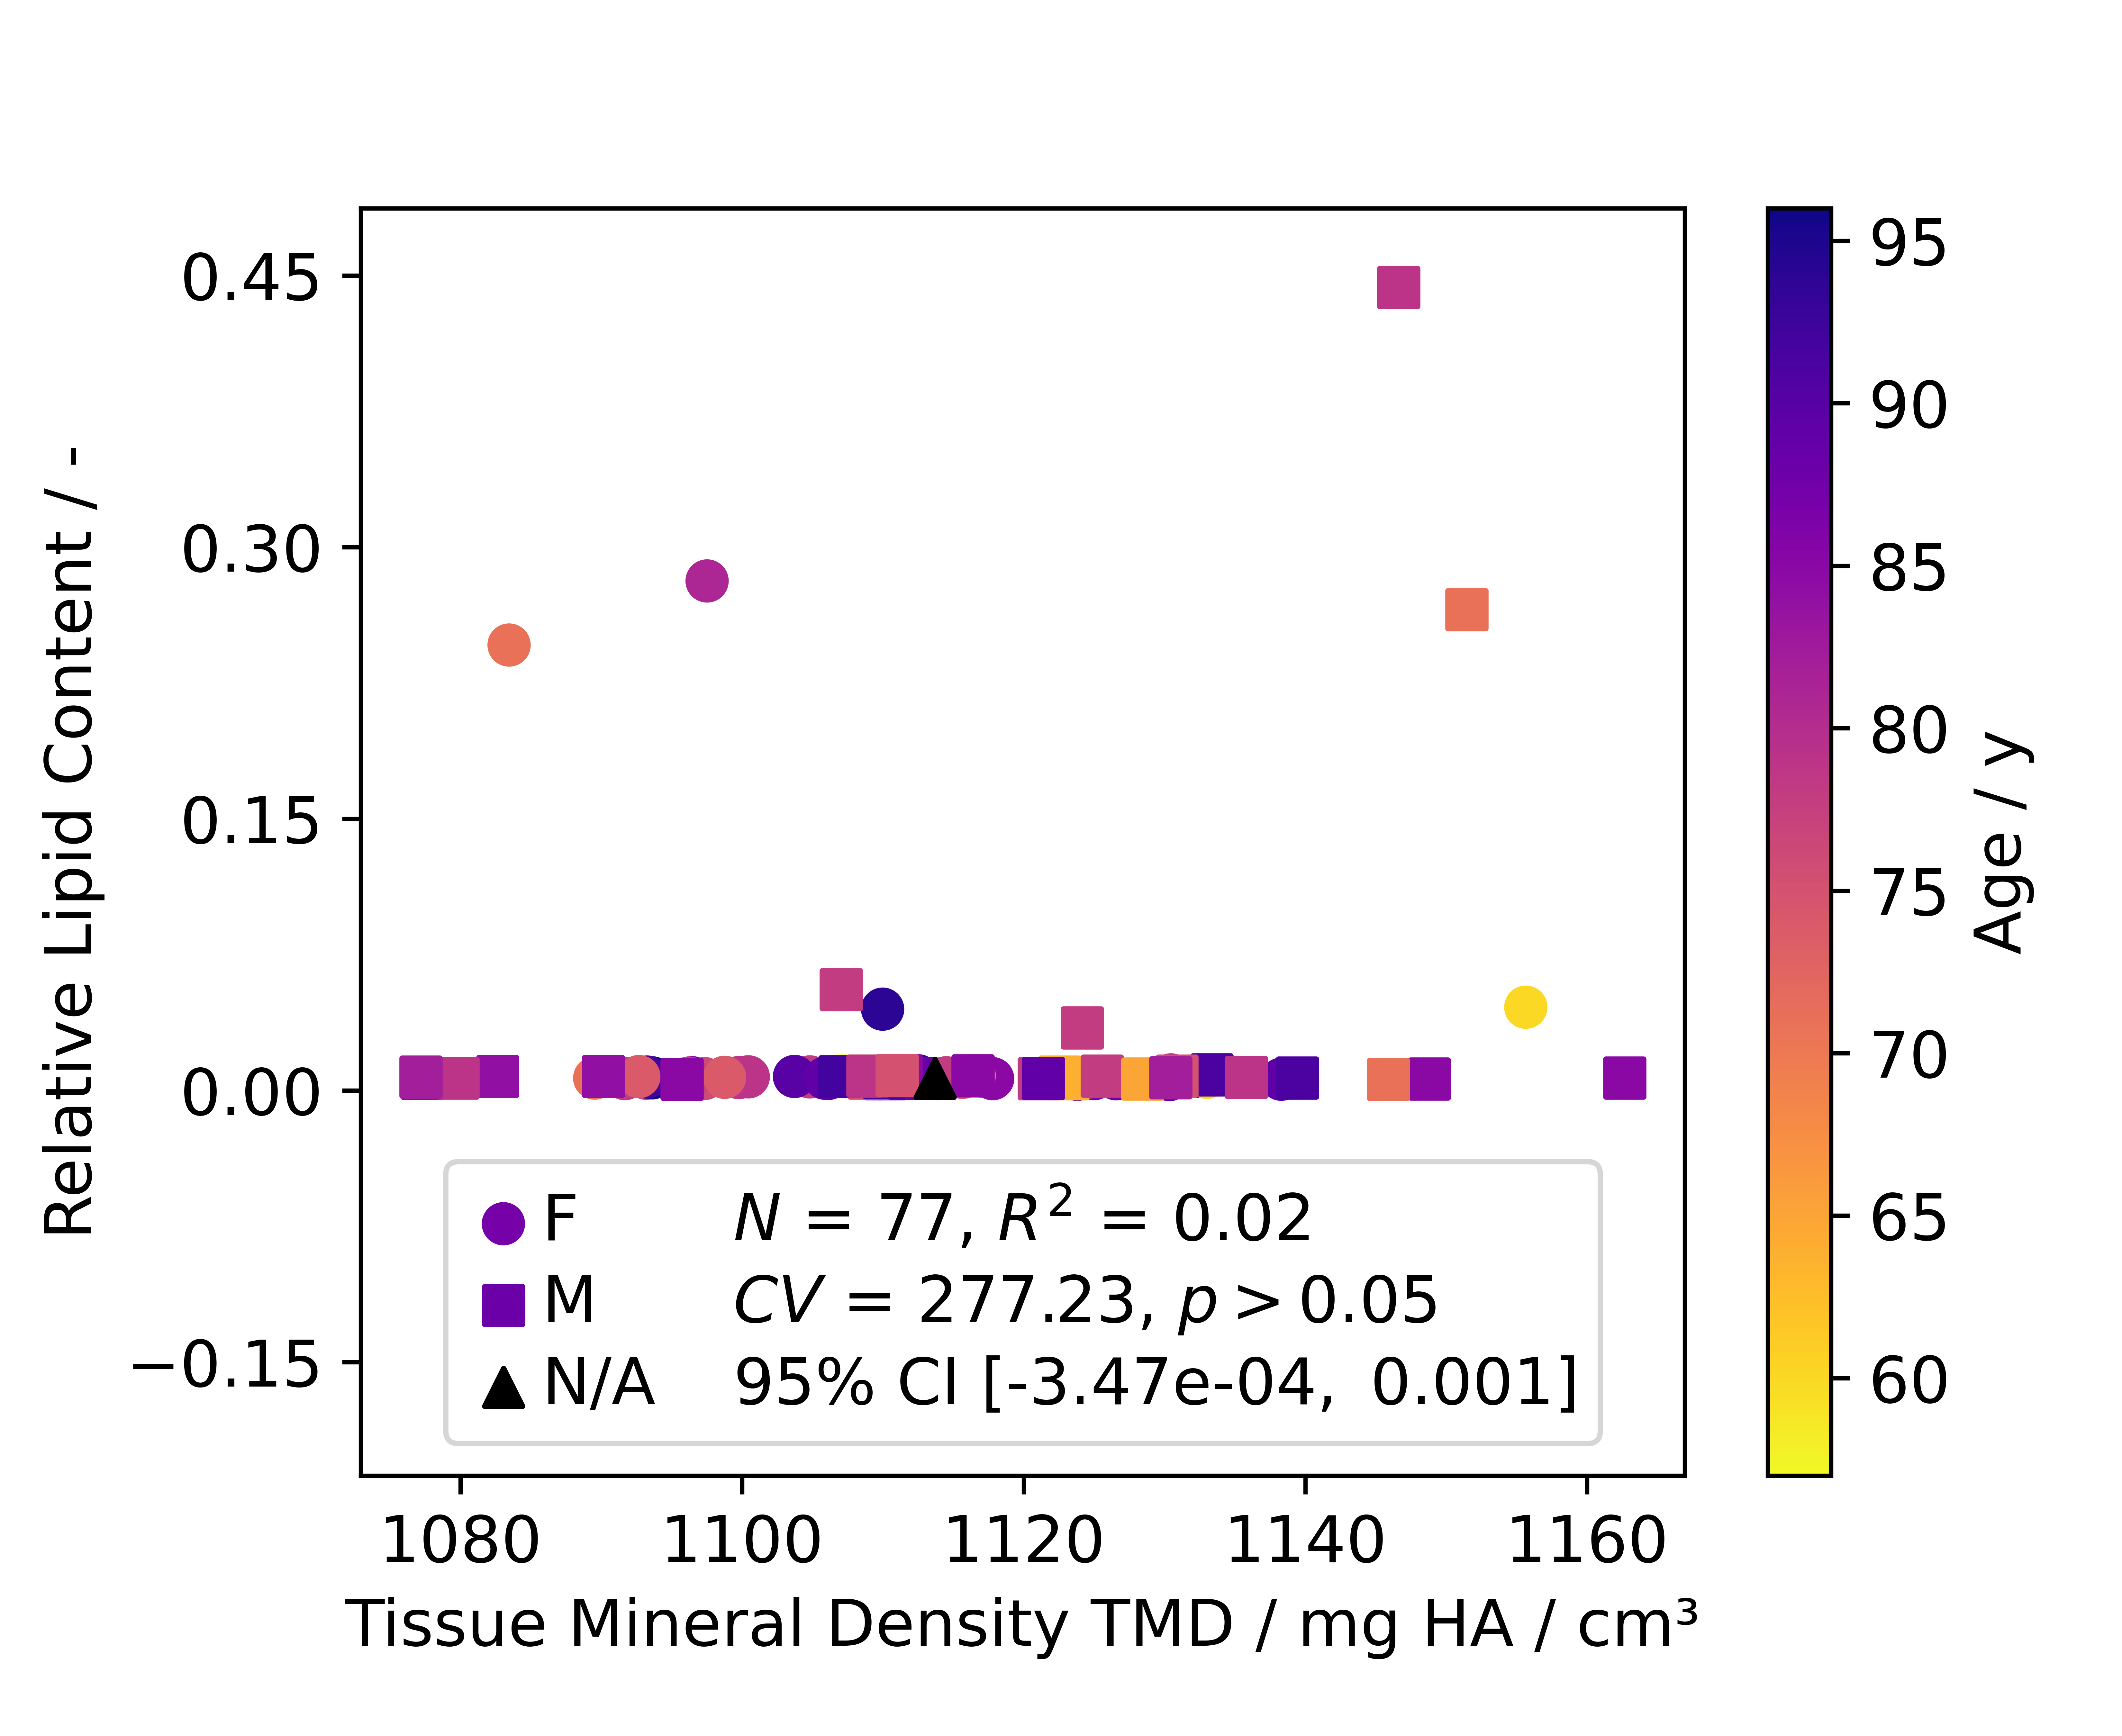 0.45
0.30
0.15
0.00
−0.15
Relative Lipid Content / -
F
M
N/A
N = 77, R² = 0.02
CV = 277.23, p > 0.05
95% CI [-3.47e-04, 0.001]
1080 1100 1120 1140 1160
Tissue Mineral Density TMD / mg HA / cm³
95
90
85
80
75
70
65
60
Age / y